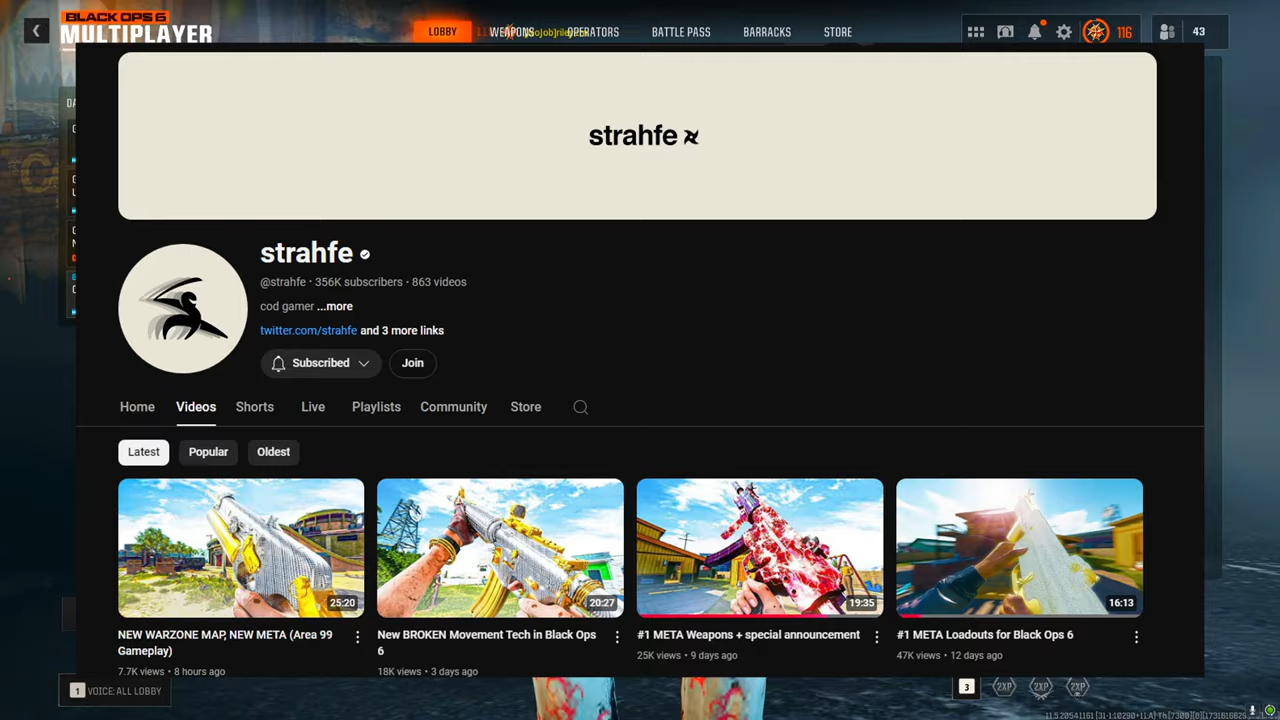 BLACK OPS 6
MULTIPLAYER
LOBBY
WEAPONS
OPERATORS
BATTLE PASS
BARRACKS
STORE
116
43
strahfe
strahfe
@strahfe · 356K subscribers · 863 videos
cod gamer ...more
twitter.com/strahfe and 3 more links
Subscribed
Join
Home
Videos
Shorts
Live
Playlists
Community
Store
Latest
Popular
Oldest
25:20
20:27
19:35
16:13
NEW WARZONE MAP, NEW META (Area 99
Gameplay)
7.7K views · 8 hours ago
New BROKEN Movement Tech in Black Ops
6
18K views · 3 days ago
#1 META Weapons + special announcement
25K views · 9 days ago
#1 META Loadouts for Black Ops 6
47K views · 12 days ago
1 VOICE: ALL LOBBY
3
2XP
2XP
2XP